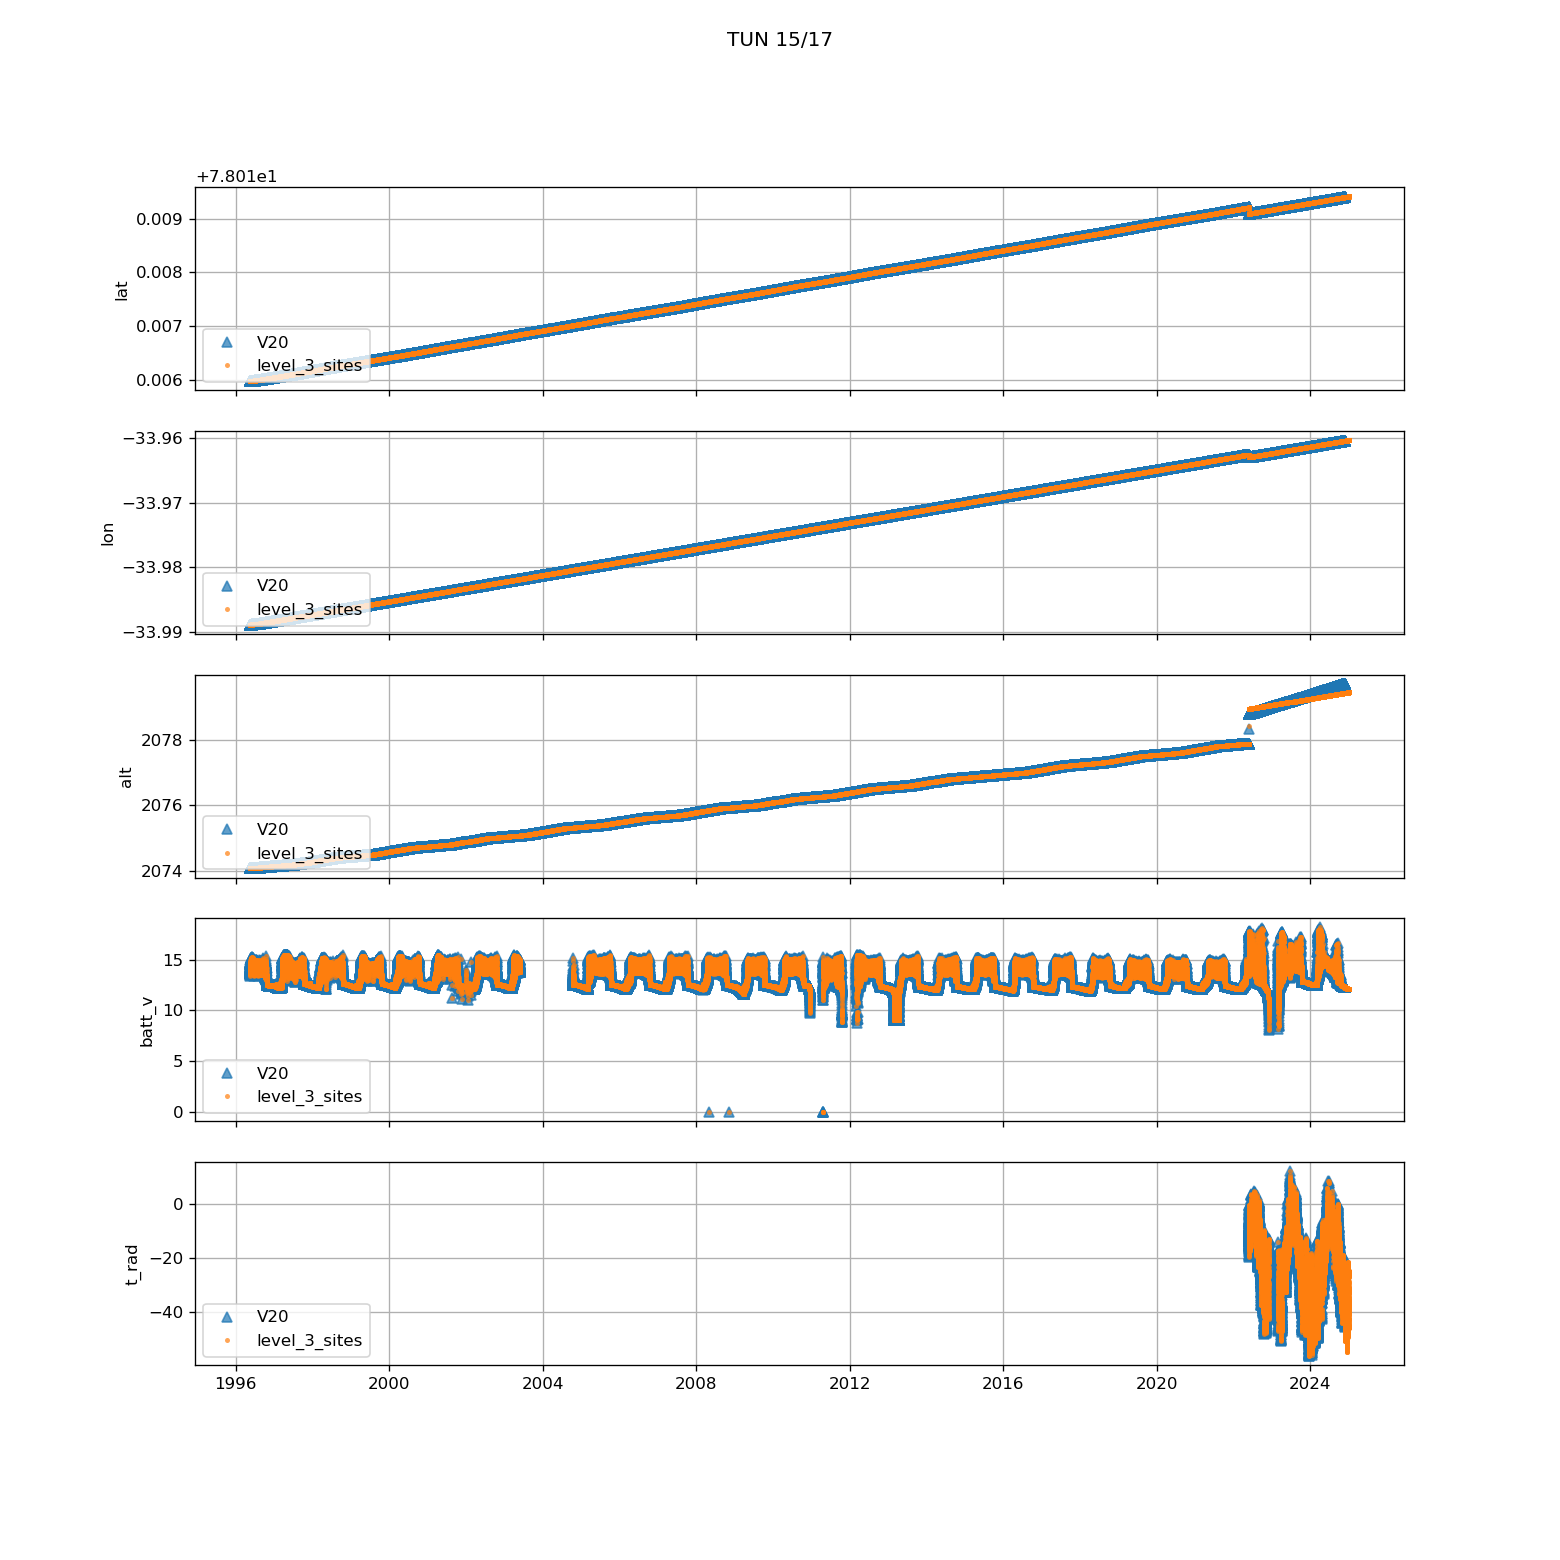 TUN 15/17
+7.801e1
0.009
0.008
0.007
0.006
lat
V20
level_3_sites
−33.96
−33.97
−33.98
−33.99
lon
V20
level_3_sites
2078
2076
2074
alt
V20
level_3_sites
15
10
5
0
batt_v
V20
level_3_sites
0
−20
−40
t_rad
V20
level_3_sites
1996
2000
2004
2008
2012
2016
2020
2024